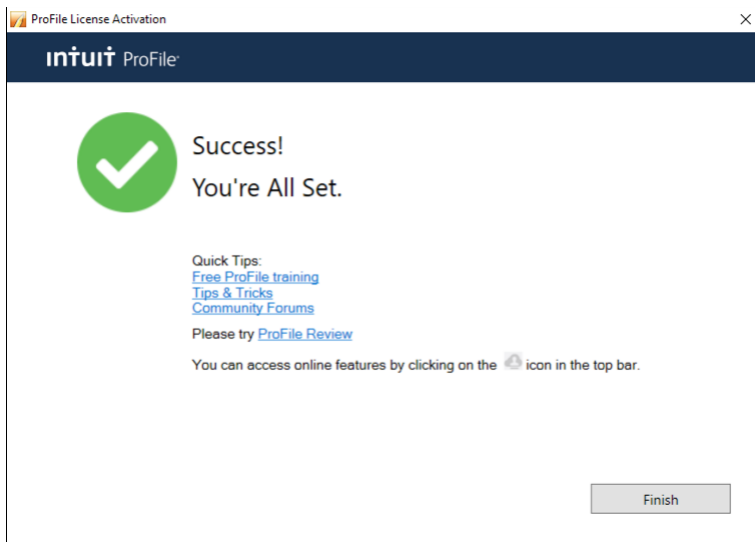 ProFile License Activation
intuit ProFile
Success!
You're All Set.
Quick Tips:
Free ProFile training
Tips & Tricks
Community Forums
Please try ProFile Review
You can access online features by clicking on the icon in the top bar.
Finish